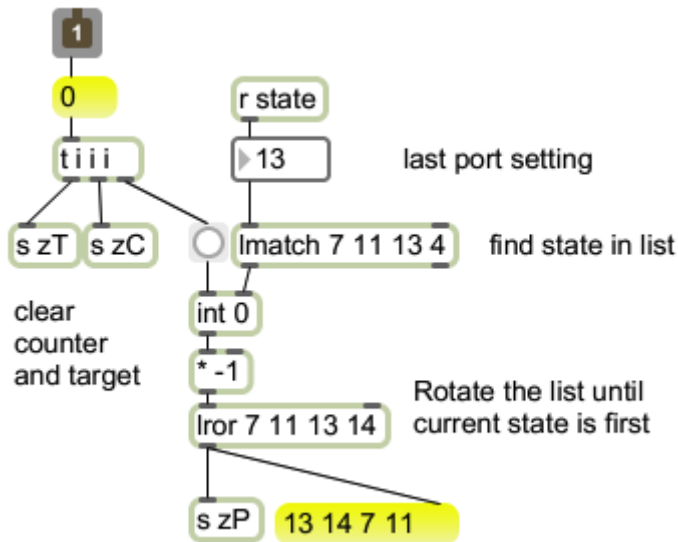 1
0
r state
t i i i
13
last port setting
s zT
s zC
lmatch 7 11 13 4
find state in list
clear
counter
and target
int 0
* -1
Rotate the list until
current state is first
lror 7 11 13 14
s zP
13 14 7 11